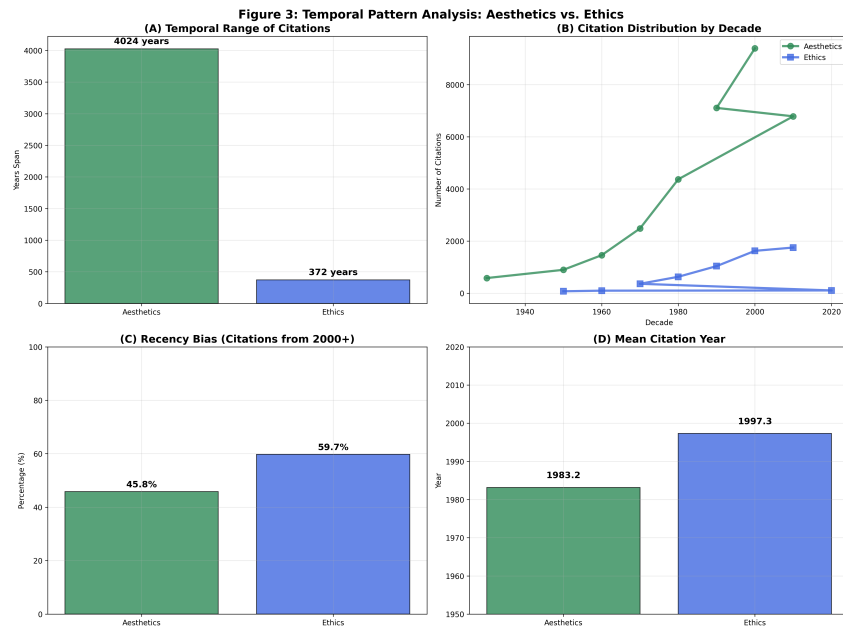 Figure 3: Temporal Pattern Analysis: Aesthetics vs. Ethics
(A) Temporal Range of Citations
4024 years
372 years
Years Span
4000
3500
3000
2500
2000
1500
1000
500
0
Aesthetics
Ethics
(B) Citation Distribution by Decade
Aesthetics
Ethics
Number of Citations
8000
6000
4000
2000
0
1940
1960
1980
2000
2020
Decade
(C) Recency Bias (Citations from 2000+)
45.8%
59.7%
Percentage (%)
100
80
60
40
20
0
Aesthetics
Ethics
(D) Mean Citation Year
1983.2
1997.3
Year
2020
2010
2000
1990
1980
1970
1960
1950
Aesthetics
Ethics